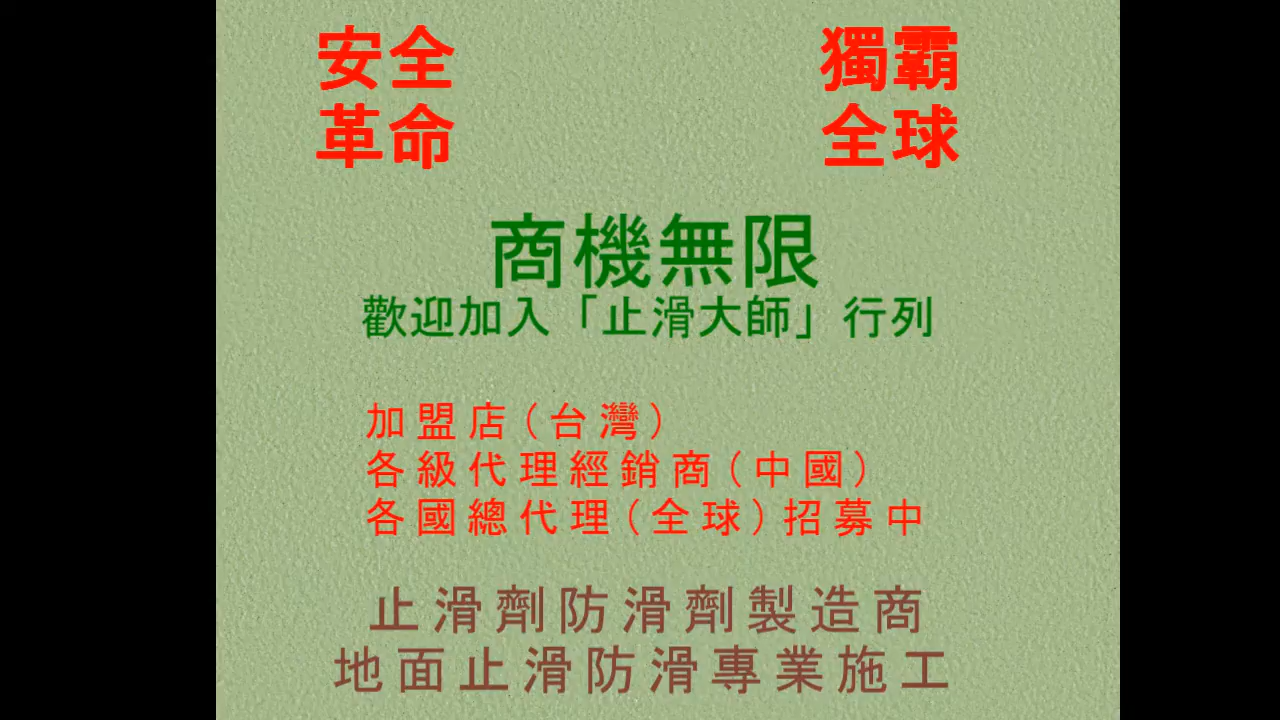 安全
革命
獨霸
全球
商機無限
歡迎加入「止滑大師」行列
加盟店(台灣)
各級代理經銷商(中國)
各國總代理(全球)招募中
止滑劑防滑劑製造商
地面止滑防滑專業施工